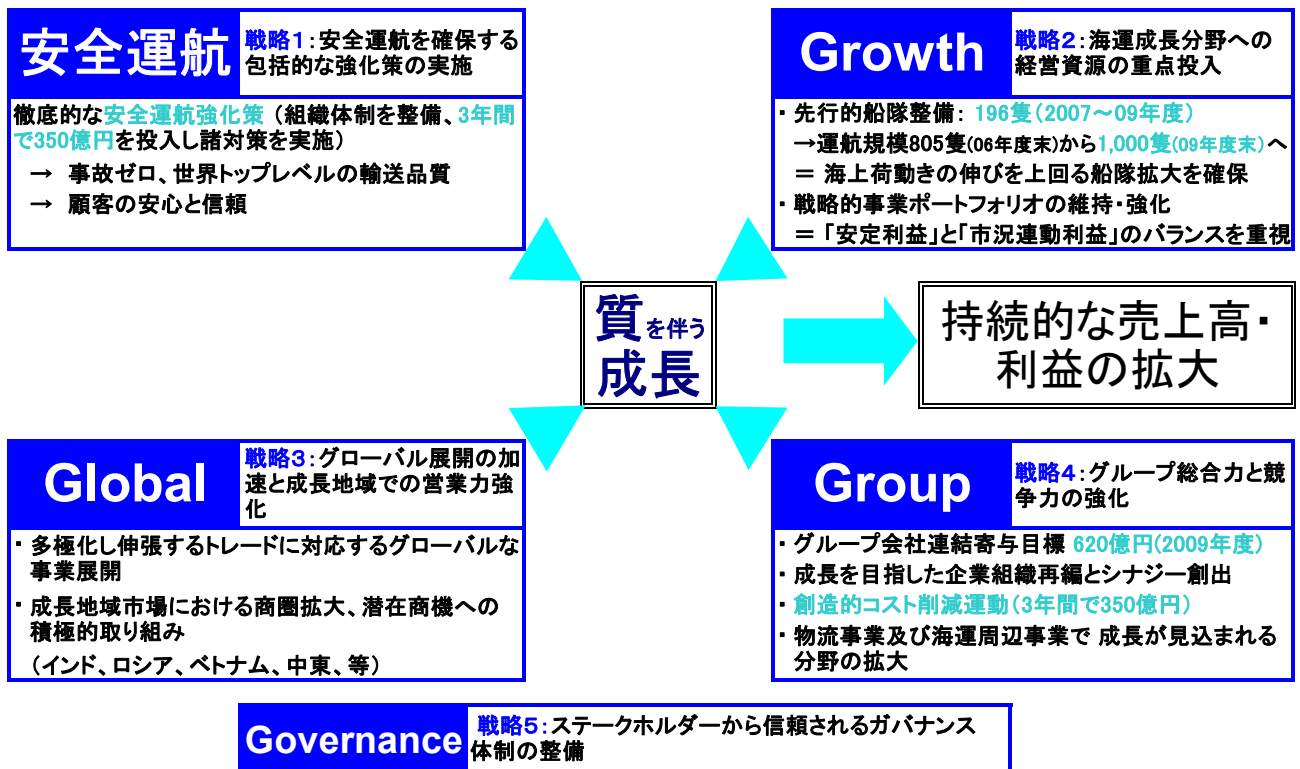 安全運航
戦略1:安全運航を確保する
包括的な強化策の実施
徹底的な安全運航強化策(組織体制を整備、3年間
で350億円を投入し諸対策を実施)
→ 事故ゼロ、世界トップレベルの輸送品質
→ 顧客の安心と信頼
Growth
戦略2:海運成長分野への
経営資源の重点投入
・先行的船隊整備: 196隻(2007～09年度)
→運航規模805隻(06年度末)から1,000隻(09年度末)へ
= 海上荷動きの伸びを上回る船隊拡大を確保
・戦略的事業ポートフォリオの維持・強化
=「安定利益」と「市況連動利益」のバランスを重視
質を伴う
成長
持続的な売上高・
利益の拡大
Global
戦略3:グローバル展開の加
速と成長地域での営業力強
化
・多極化し伸張するトレードに対応するグローバルな
事業展開
・成長地域市場における商圏拡大、潜在商機への
積極的取り組み
(インド、ロシア、ベトナム、中東、等)
Group
戦略4:グループ総合力と競
争力の強化
・グループ会社連結寄与目標 620億円(2009年度)
・成長を目指した企業組織再編とシナジー創出
・創造的コスト削減運動(3年間で350億円)
・物流事業及び海運周辺事業で 成長が見込まれる
分野の拡大
Governance
戦略5:ステークホルダーから信頼されるガバナンス
体制の整備